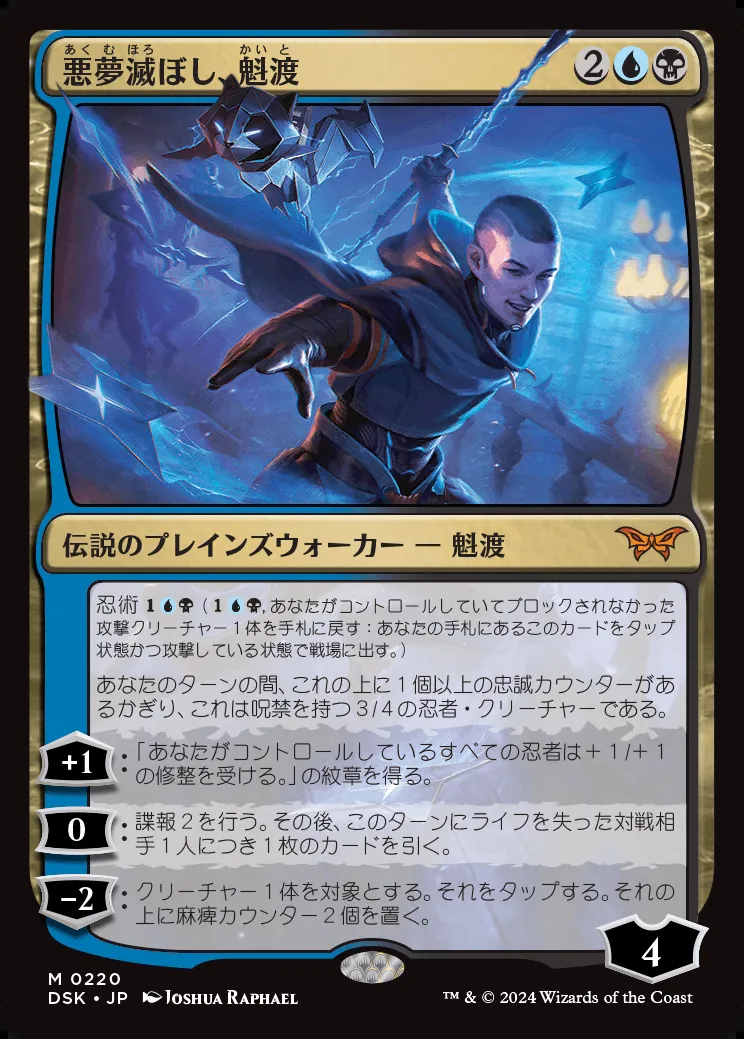 あくむほろ かいと
悪夢滅ぼし、魁渡 2
伝説のプレインズウォーカー — 魁渡
忍術 1 ( 1 , あなたがコントロールしていてブロックされなかった
攻撃クリーチャー１体を手札に戻す：あなたの手札にあるこのカードをタップ
状態かつ攻撃している状態で戦場に出す。)
あなたのターンの間、これの上に１個以上の忠誠カウンターがあ
るかぎり、これは呪禁を持つ３/４の忍者・クリーチャーである。
+1 : 「あなたがコントロールしているすべての忍者は＋１/＋１
の修整を受ける。」の紋章を得る。
0 : 諜報２を行う。その後、このターンにライフを失った対戦相
手１人につき１枚のカードを引く。
−2 : クリーチャー１体を対象とする。それをタップする。それの
上に麻痺カウンター２個を置く。
4
M 0220
DSK • JP JOSHUA RAPHAEL
™ & © 2024 Wizards of the Coast